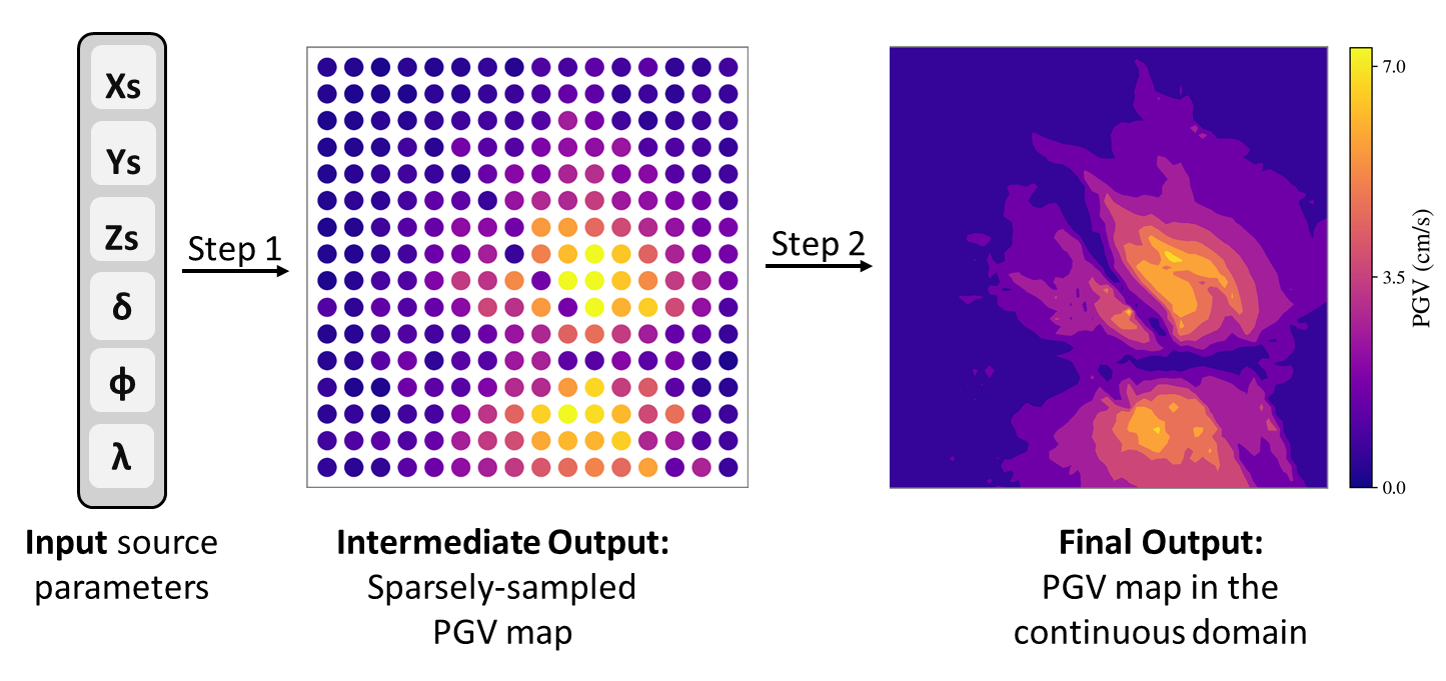 Xs
Ys
Zs
δ
ϕ
λ
Step 1
Step 2
7.0
3.5
0.0
PGV (cm/s)
Input source
parameters
Intermediate Output:
Sparsely-sampled
PGV map
Final Output:
PGV map in the
continuous domain